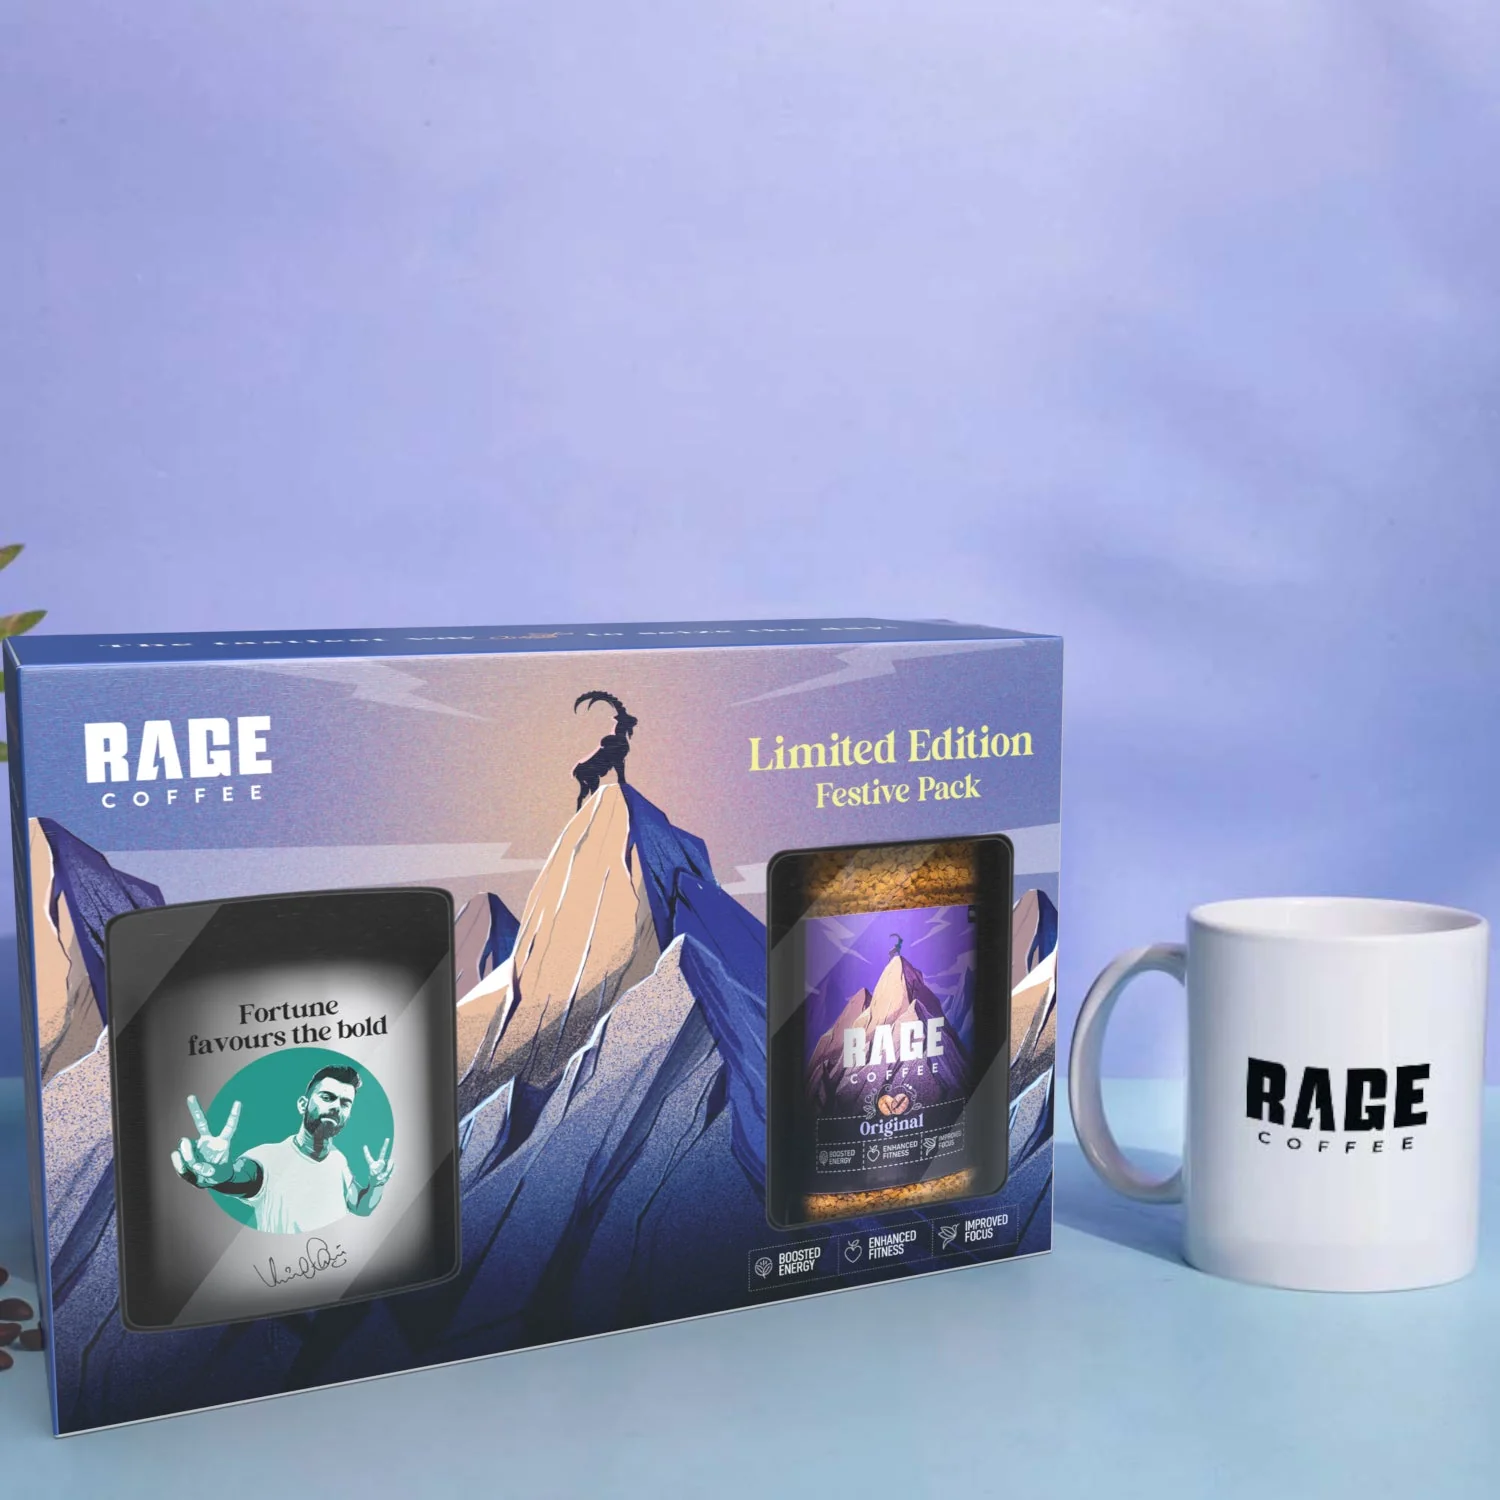 RAGE
COFFEE
Limited Edition
Festive Pack
Fortune
favours the bold
RAGE
COFFEE
Original
BOOSTED
ENERGY
ENHANCED
FITNESS
IMPROVED
FOCUS
BOOSTED
ENERGY
ENHANCED
FITNESS
IMPROVED
FOCUS
RAGE
COFFEE